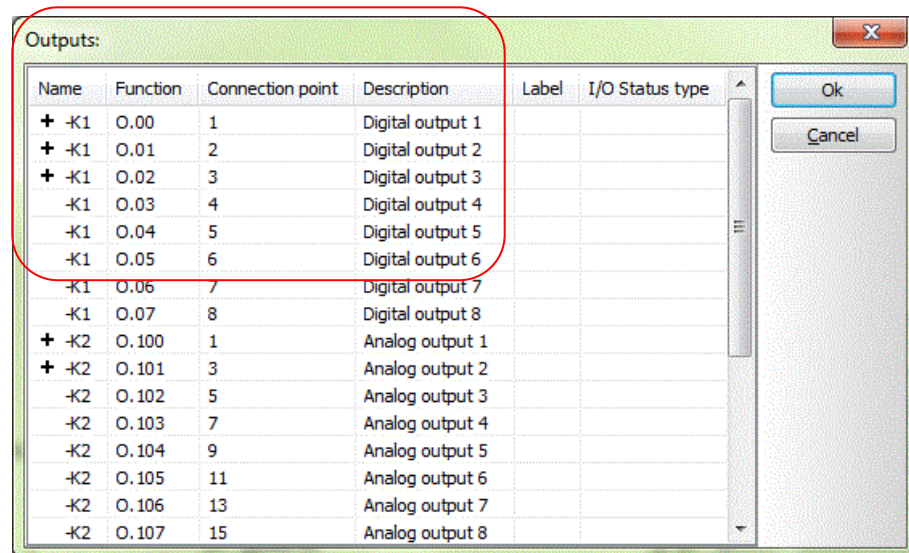 Outputs:
Name Function Connection point Description Label I/O Status type
+ -K1 O.00 1 Digital output 1
+ -K1 O.01 2 Digital output 2
+ -K1 O.02 3 Digital output 3
-K1 O.03 4 Digital output 4
-K1 O.04 5 Digital output 5
-K1 O.05 6 Digital output 6
-K1 O.06 7 Digital output 7
-K1 O.07 8 Digital output 8
+ -K2 O.100 1 Analog output 1
+ -K2 O.101 3 Analog output 2
-K2 O.102 5 Analog output 3
-K2 O.103 7 Analog output 4
-K2 O.104 9 Analog output 5
-K2 O.105 11 Analog output 6
-K2 O.106 13 Analog output 7
-K2 O.107 15 Analog output 8
Ok
Cancel